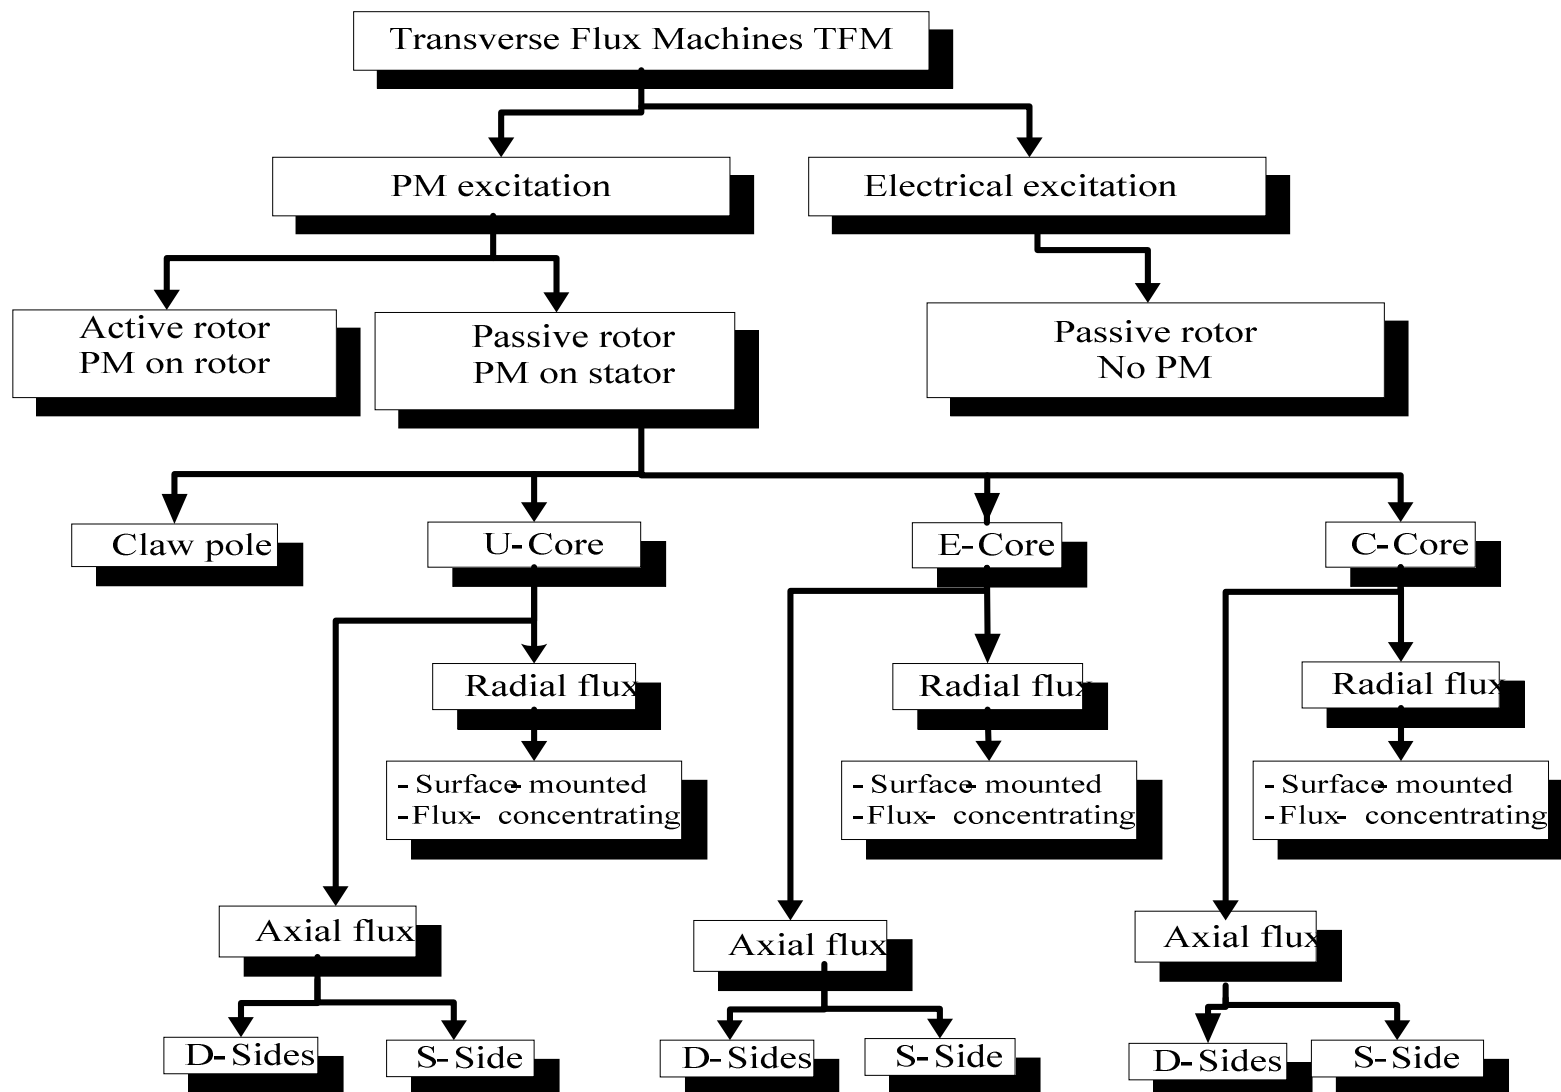 Transverse Flux Machines TFM
PM excitation
Electrical excitation
Active rotor
PM on rotor
Passive rotor
PM on stator
Passive rotor
No PM
Claw pole
U-Core
E-Core
C-Core
Radial flux
Radial flux
Radial flux
- Surface- mounted
-Flux- concentrating
- Surface- mounted
-Flux- concentrating
- Surface- mounted
-Flux- concentrating
Axial flux
Axial flux
Axial flux
D-Sides
S-Side
D-Sides
S-Side
D-Sides
S-Side